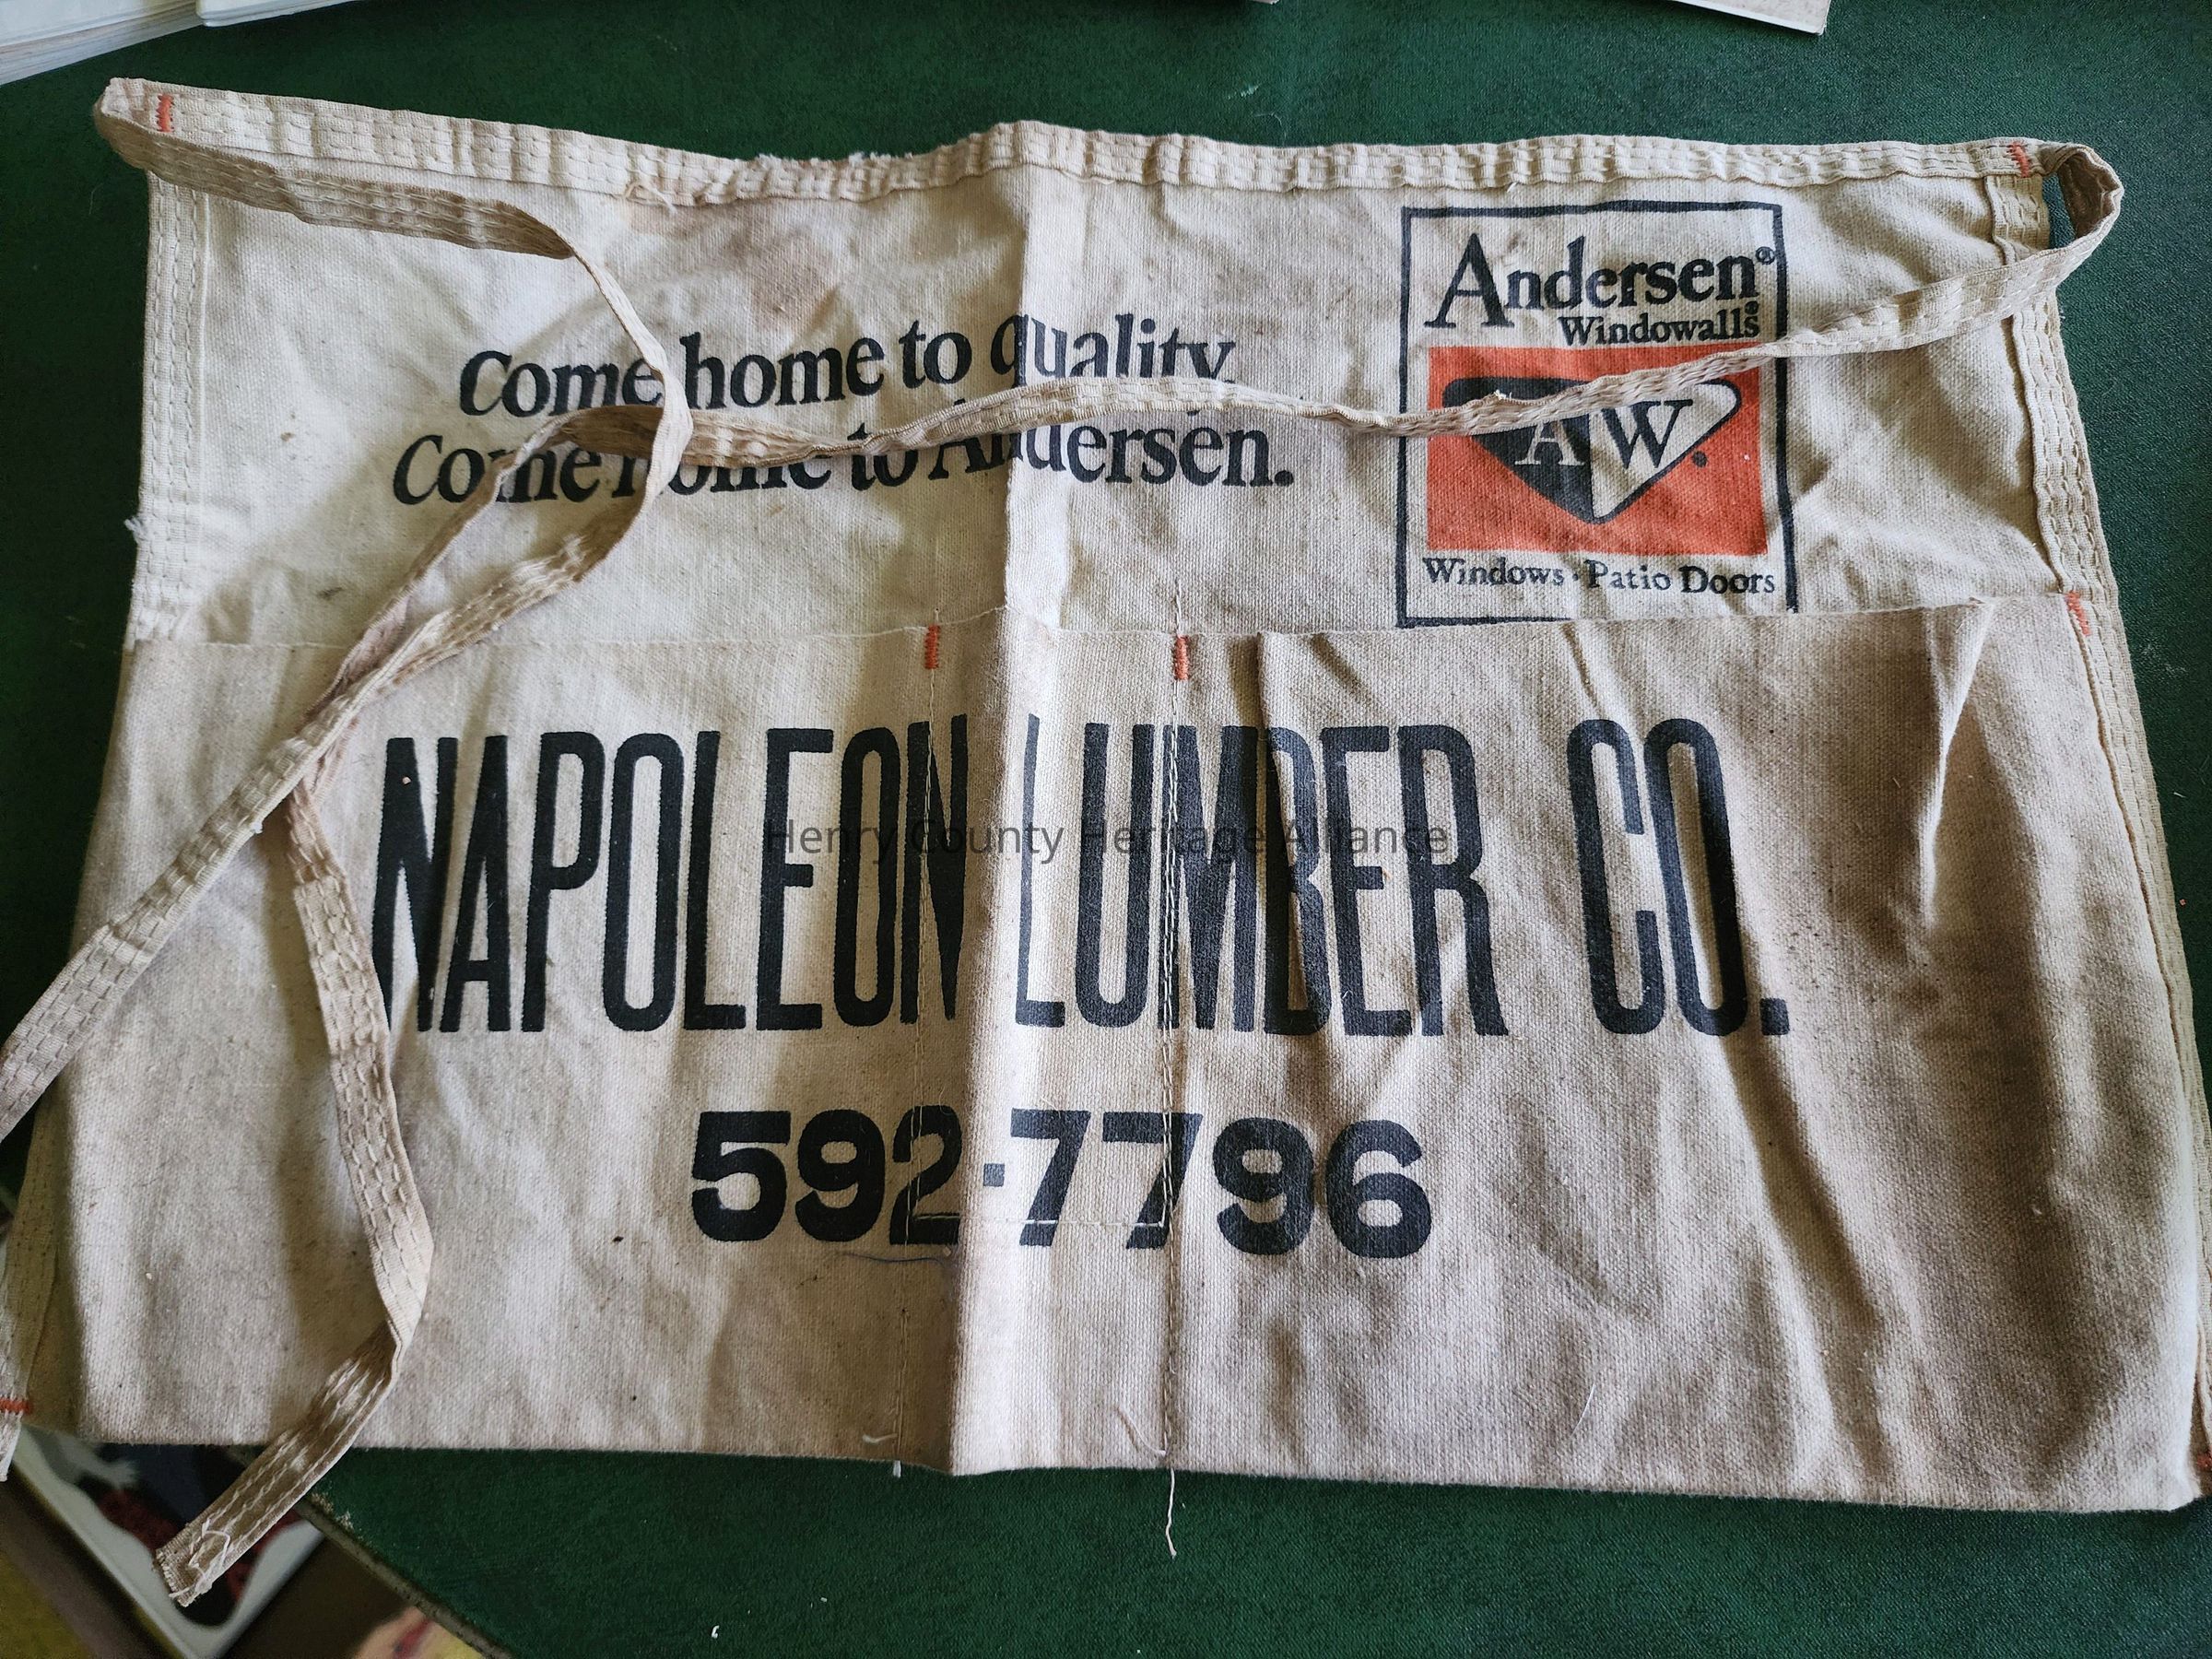 Come home to quality.
Come home to Andersen.
Andersen®
Windowalls®
AW.
Windows · Patio Doors
NAPOLEON LUMBER CO.
Henry County Heritage Alliance
592-7796